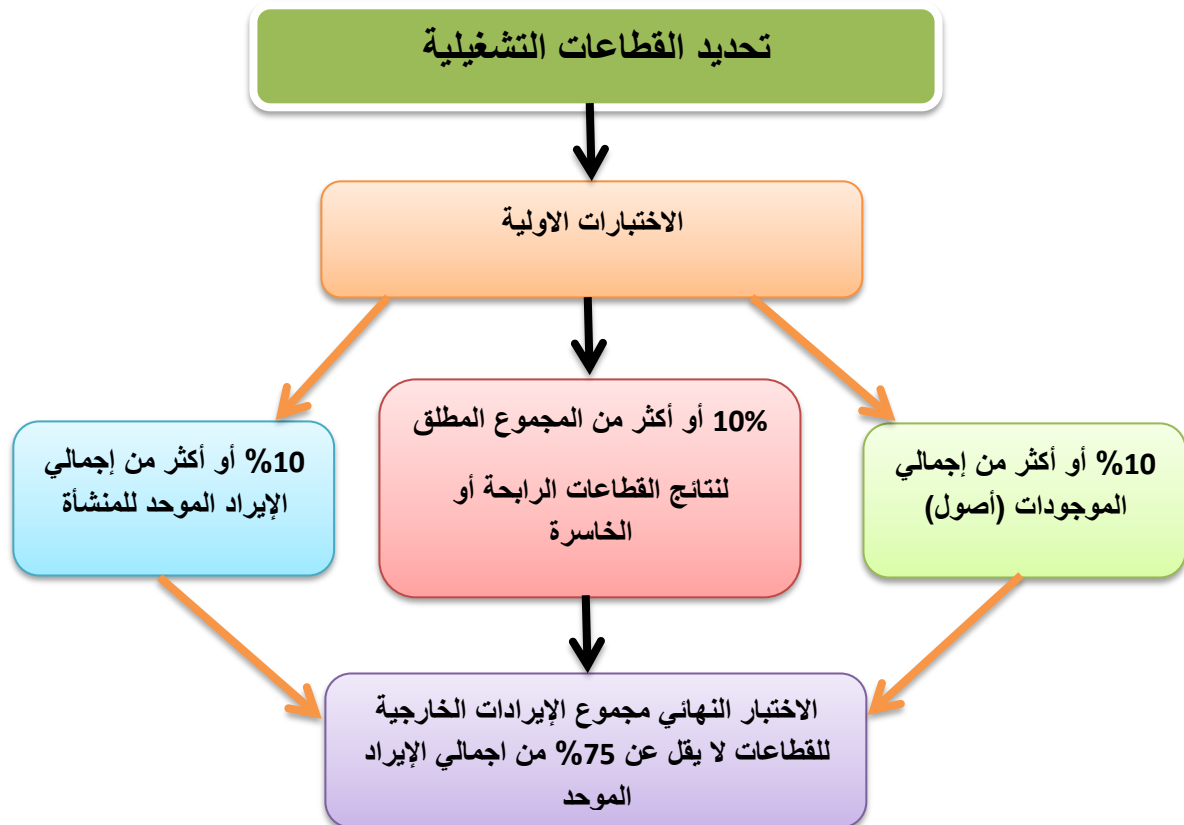 تحديد القطاعات التشغيلية
الاختبارات الاولية
10% أو أكثر من إجمالي
الموجودات (أصول)
10% أو أكثر من المجموع المطلق
لنتائج القطاعات الرابحة أو
الخاسرة
10% أو أكثر من إجمالي
الإيراد الموحد للمنشأة
الاختبار النهائي مجموع الإيرادات الخارجية
للقطاعات لا يقل عن 75% من اجمالي الإيراد
الموحد